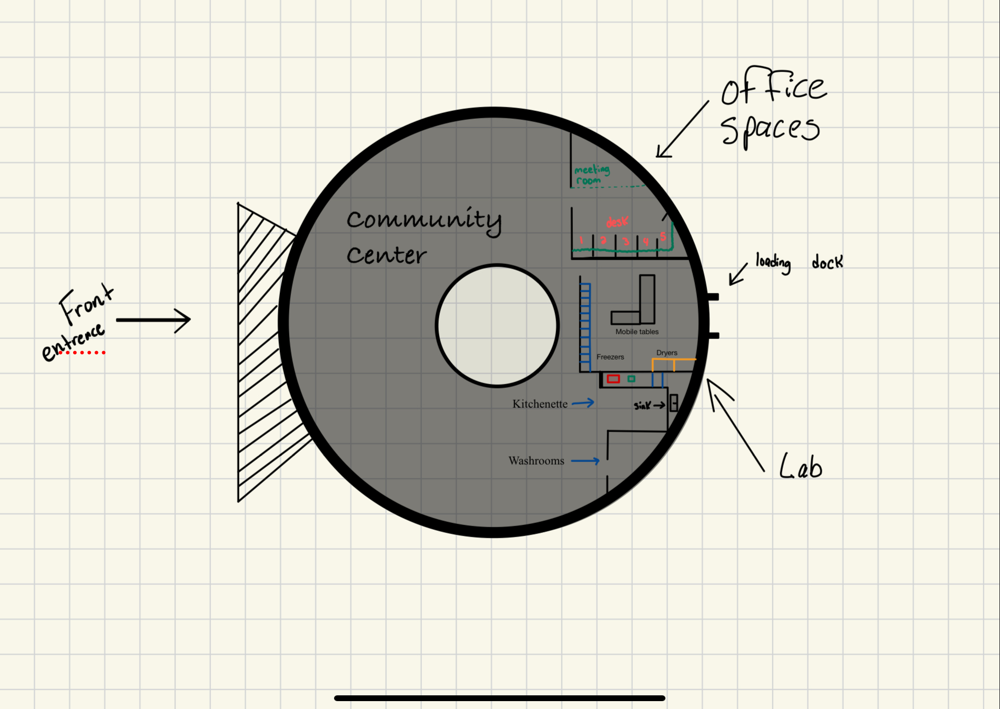 Office
Spaces
meeting
room
Community
Center
desk
1 2 3 4 5
loading dock
Front
entrence
Mobile tables
Freezers
Dryers
Kitchenette
sink
Washrooms
Lab